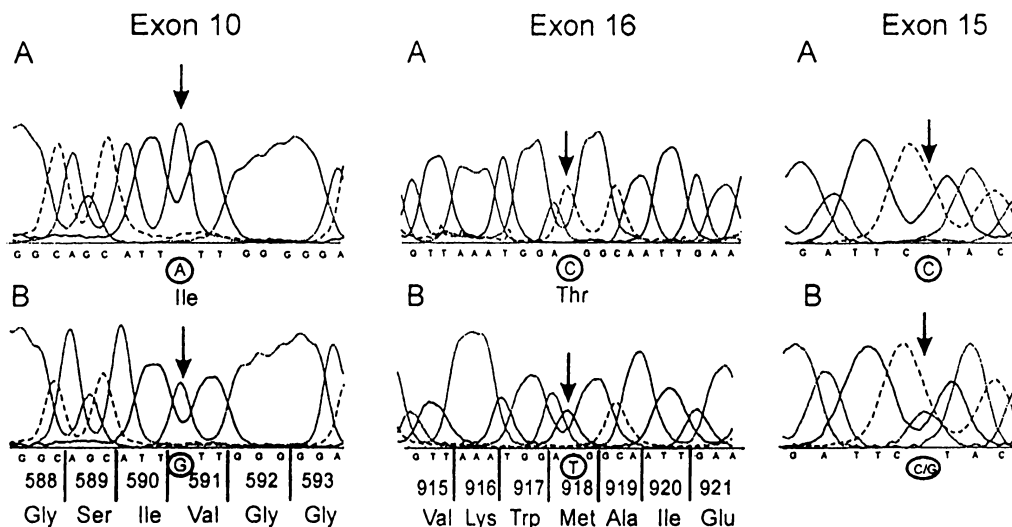 Exon 10 Exon 16 Exon 15
A A A
G G C A G C A T T A T T G G G G G A
Ile
G T T A A A T G G A C G G C A A T T G A A
Thr
G A T T C C T A C
B B B
G G C A G C A T T G T T G G G G G A
588 589 590 591 592 593
Gly Ser Ile Val Gly Gly
G T T A A A T G G A T G G C A A T T G A A
915 916 917 918 919 920 921
Val Lys Trp Met Ala Ile Glu
G A T T C C/G T A C